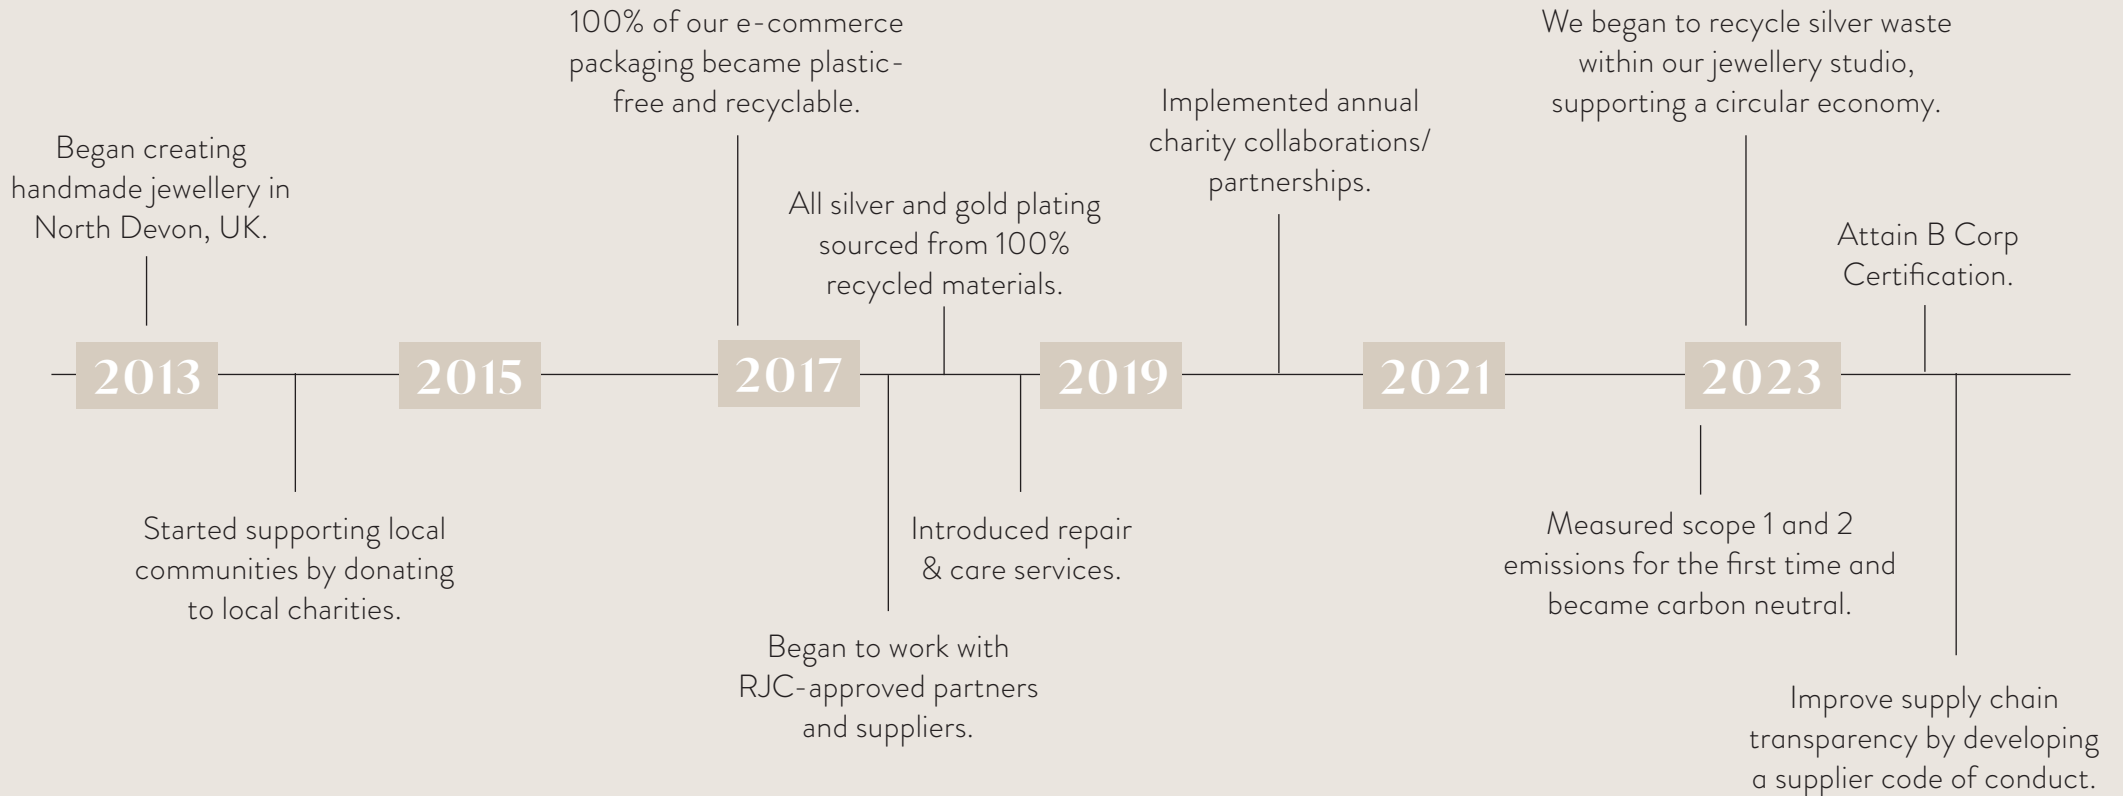 100% of our e-commerce
packaging became plastic-
free and recyclable.
We began to recycle silver waste
within our jewellery studio,
supporting a circular economy.
Implemented annual
charity collaborations/
partnerships.
Began creating
handmade jewellery in
North Devon, UK.
All silver and gold plating
sourced from 100%
recycled materials.
Attain B Corp
Certification.
2013
2015
2017
2019
2021
2023
Started supporting local
communities by donating
to local charities.
Introduced repair
& care services.
Measured scope 1 and 2
emissions for the first time and
became carbon neutral.
Began to work with
RJC-approved partners
and suppliers.
Improve supply chain
transparency by developing
a supplier code of conduct.